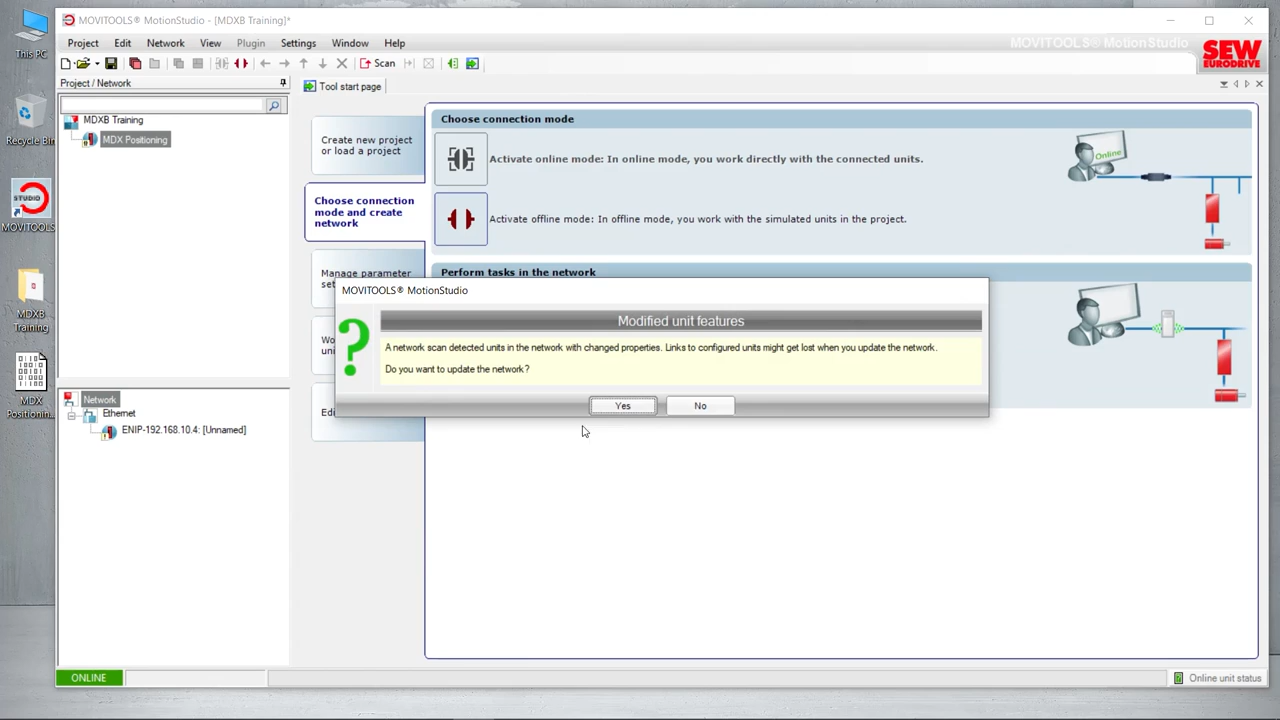 This PC
Recycle Bin
STUDIO
MOVITOOLS
MDXB
Training
MDX
Positionin...
MOVITOOLS® MotionStudio - [MDXB Training]*
Project Edit Network View Plugin Settings Window Help
MOVITOOLS® MotionStudio
SEW
EURODRIVE
Scan
Project / Network
MDXB Training
MDX Positioning
Network
Ethernet
ENIP-192.168.10.4: [Unnamed]
Tool start page
Create new project
or load a project
Choose connection
mode and create
network
Manage parameter
Choose connection mode
Activate online mode: In online mode, you work directly with the connected units.
Online
Activate offline mode: In offline mode, you work with the simulated units in the project.
Perform tasks in the network
MOVITOOLS® MotionStudio
Modified unit features
A network scan detected units in the network with changed properties. Links to configured units might get lost when you update the network.
Do you want to update the network?
Yes No
ONLINE
Online unit status